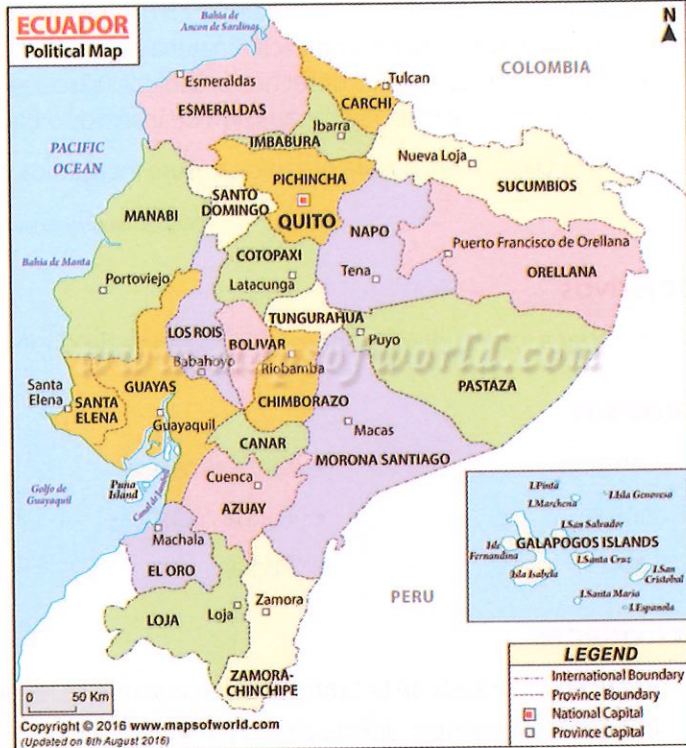 ECUADOR
Political Map
Bahia de
Ancon de Sardinas
N
COLOMBIA
Esmeraldas
ESMERALDAS
Tulcan
CARCHI
Ibarra
IMBABURA
PACIFIC
OCEAN
Nueva Loja
SUCUMBIOS
PICHINCHA
QUITO
SANTO
DOMINGO
MANABI
NAPO
Puerto Francisco de Orellana
ORELLANA
COTOPAXI
Latacunga
Tena
Bahia de Manta
Portoviejo
TUNGURAHUA
LOS ROIS
BOLIVAR
Puyo
www.mapsofworld.com
Babahoyo
Riobamba
PASTAZA
Santa
Elena
SANTA
ELENA
GUAYAS
Guayaquil
CHIMBORAZO
Macas
CANAR
MORONA SANTIAGO
Golfo de
Guayaquil
Puna
Island
Canal de Jambeli
Cuenca
AZUAY
Machala
EL ORO
LOJA
Loja
Zamora
ZAMORA-
CHINCHIPE
PERU
I.Pinta
I.Marchena
I.Isla Genovesa
I.San Salvador
GALAPOGOS ISLANDS
Isle
Fernandina
I.Santa Cruz
Isla Isabela
I.San
Cristobal
I.Santa Maria
I.Espanola
LEGEND
International Boundary
Province Boundary
National Capital
Province Capital
0 50 Km
Copyright © 2016 www.mapsofworld.com
(Updated on 6th August 2016)